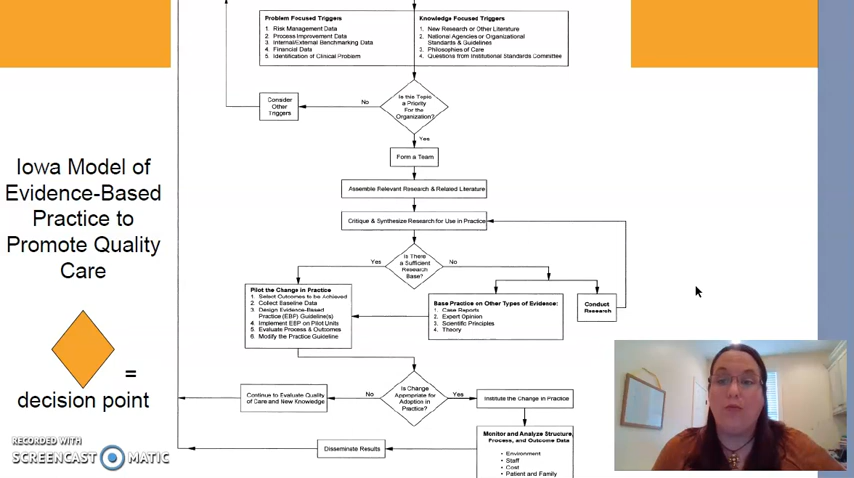 Problem Focused Triggers
1. Risk Management Data
2. Process Improvement Data
3. Internal/External Benchmarking Data
4. Financial Data
5. Identification of Clinical Problem
Knowledge Focused Triggers
1. New Research or Other Literature
2. National Agencies or Organizational
Standards & Guidelines
3. Philosophies of Care
4. Questions from Institutional Standards Committee
Consider
Other
Triggers
No
Is this Topic
a Priority
For the
Organization?
Yes
Form a Team
Assemble Relevant Research & Related Literature
Critique & Synthesize Research for Use in Practice
Iowa Model of
Evidence-Based
Practice to
Promote Quality
Care
Yes
Is There
a Sufficient
Research
Base?
No
Pilot the Change in Practice
1. Select Outcomes to be Achieved
2. Collect Baseline Data
3. Design Evidence-Based
Practice (EBP) Guideline(s)
4. Implement EBP on Pilot Units
5. Evaluate Process & Outcomes
6. Modify the Practice Guideline
Base Practice on Other Types of Evidence:
1. Case Reports
2. Expert Opinion
3. Scientific Principles
4. Theory
Conduct
Research
=
decision point
Continue to Evaluate Quality
of Care and New Knowledge
No
Is Change
Appropriate for
Adoption in
Practice?
Yes
Institute the Change in Practice
Disseminate Results
Monitor and Analyze Structure,
Process, and Outcome Data
• Environment
• Staff
• Cost
• Patient and Family
RECORDED WITH
SCREENCAST MATIC